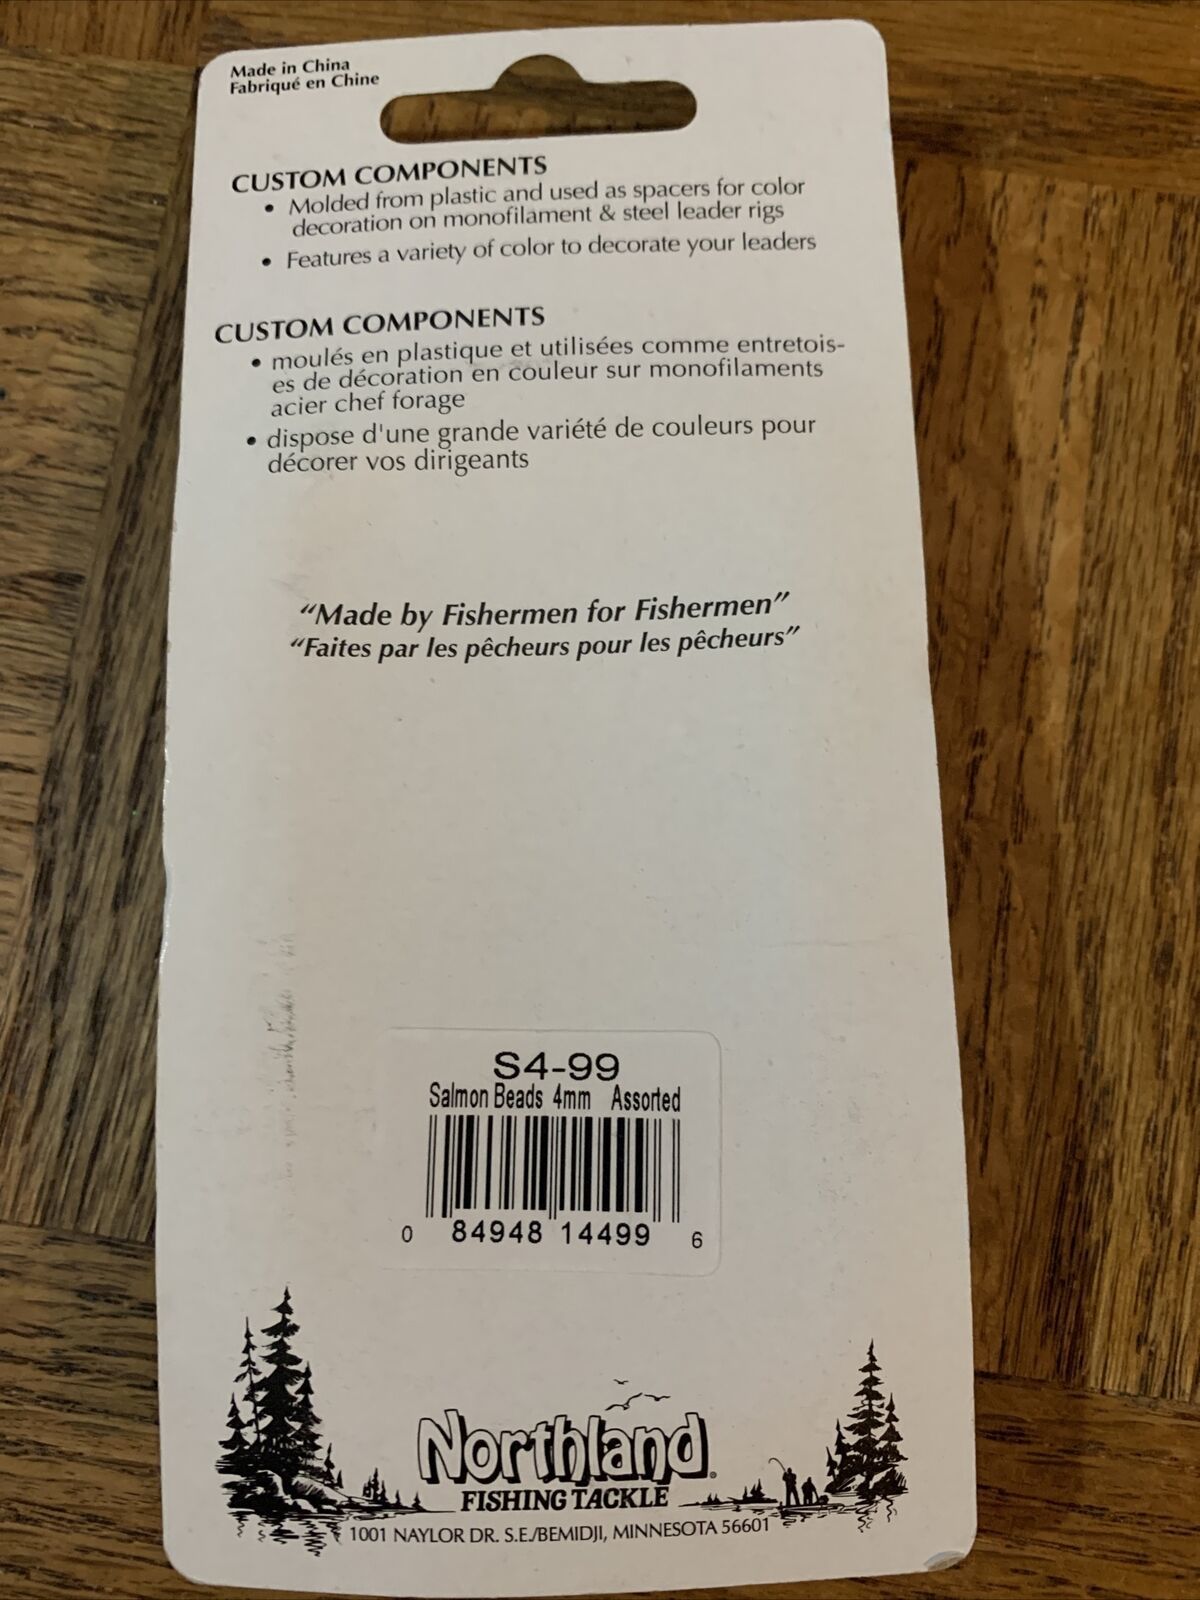 Made in China
Fabriqué en Chine
CUSTOM COMPONENTS
• Molded from plastic and used as spacers for color
decoration on monofilament & steel leader rigs
• Features a variety of color to decorate your leaders
CUSTOM COMPONENTS
• moulés en plastique et utilisées comme entretois-
es de décoration en couleur sur monofilaments
acier chef forage
• dispose d'une grande variété de couleurs pour
décorer vos dirigeants
“Made by Fishermen for Fishermen”
“Faites par les pêcheurs pour les pêcheurs”
S4-99
Salmon Beads 4mm Assorted
0 84948 14499 6
Northland®
FISHING TACKLE
1001 NAYLOR DR. S.E./BEMIDJI, MINNESOTA 56601